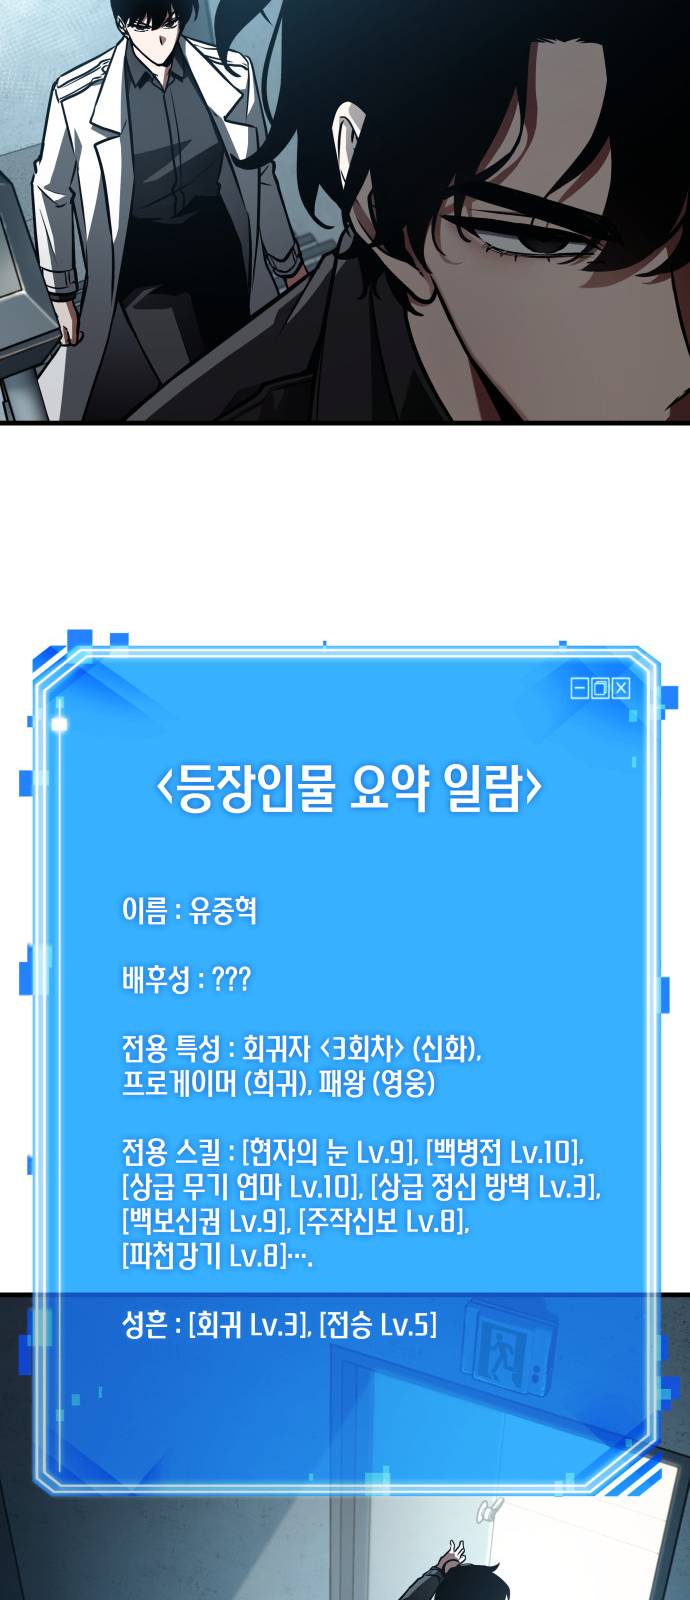 <등장인물 요약 일람>
이름 : 유중혁
배후성 : ???
전용 특성 : 회귀자 <3회차> (신화),
프로게이머 (희귀), 패왕 (영웅)
전용 스킬 : [현자의 눈 Lv.9], [백병전 Lv.10],
[상급 무기 연마 Lv.10], [상급 정신 방벽 Lv.3],
[백보신권 Lv.9], [주작신보 Lv.8],
[파천강기 Lv.8]….
성흔 : [회귀 Lv.3], [전승 Lv.5]